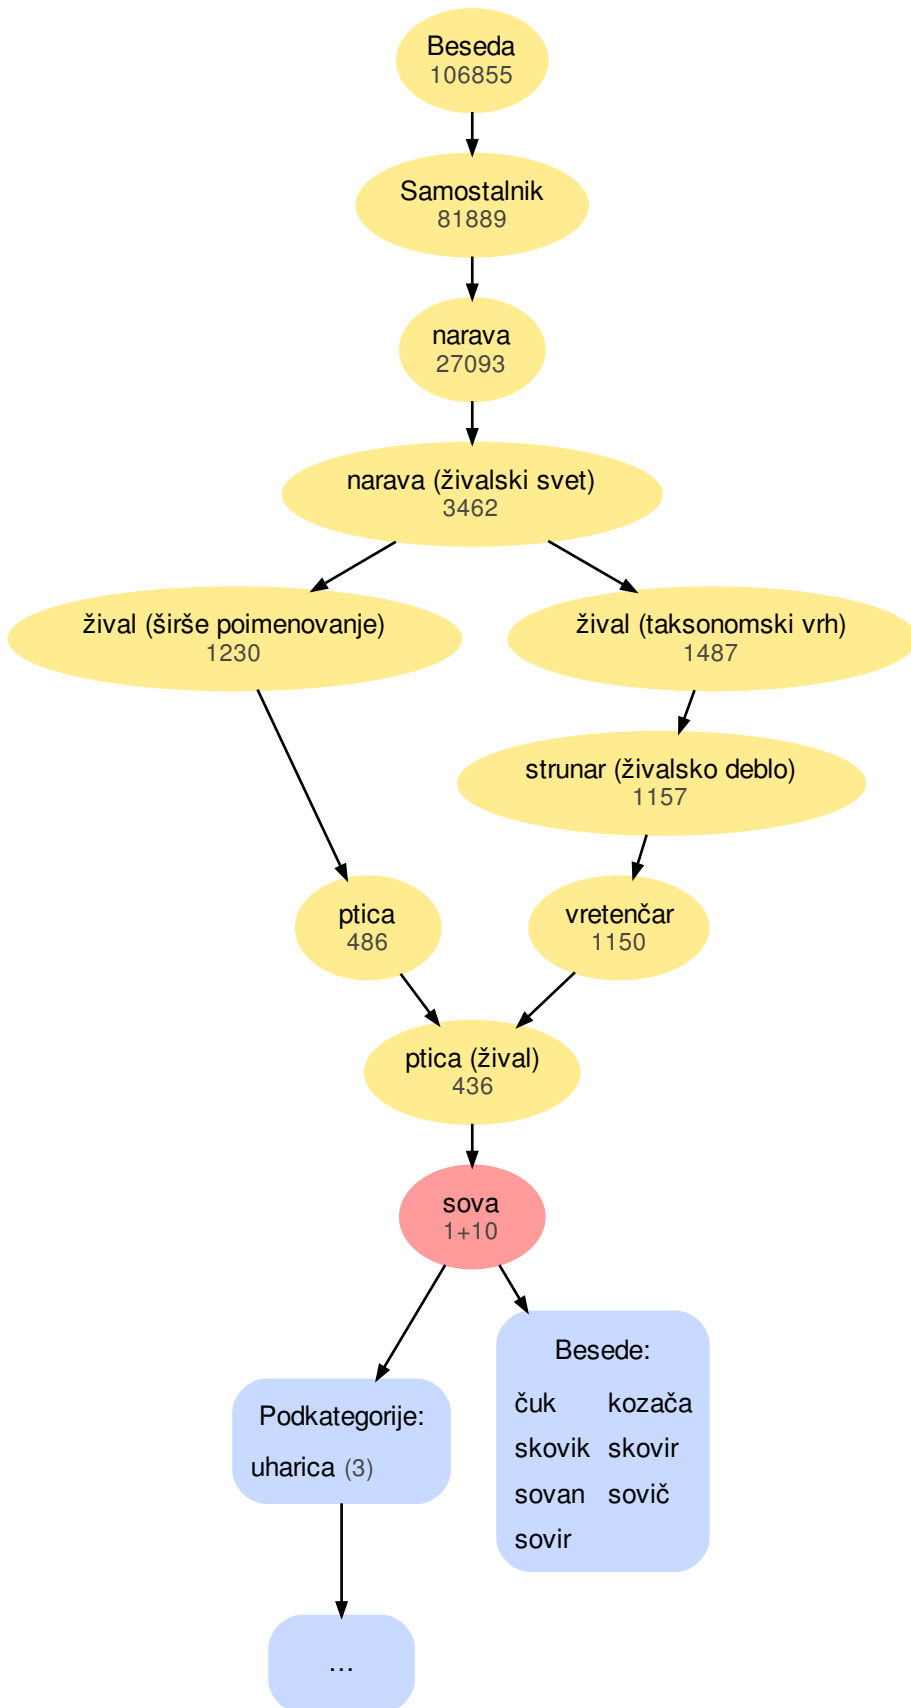 Beseda
106855
Samostalnik
81889
narava
27093
narava (živalski svet)
3462
žival (širše poimenovanje)
1230
žival (taksonomski vrh)
1487
strunar (živalsko deblo)
1157
ptica
486
vretenčar
1150
ptica (žival)
436
sova
1+10
Podkategorije:
uharica (3)
Besede:
čuk kozača
skovik skovir
sovan sovič
sovir
...